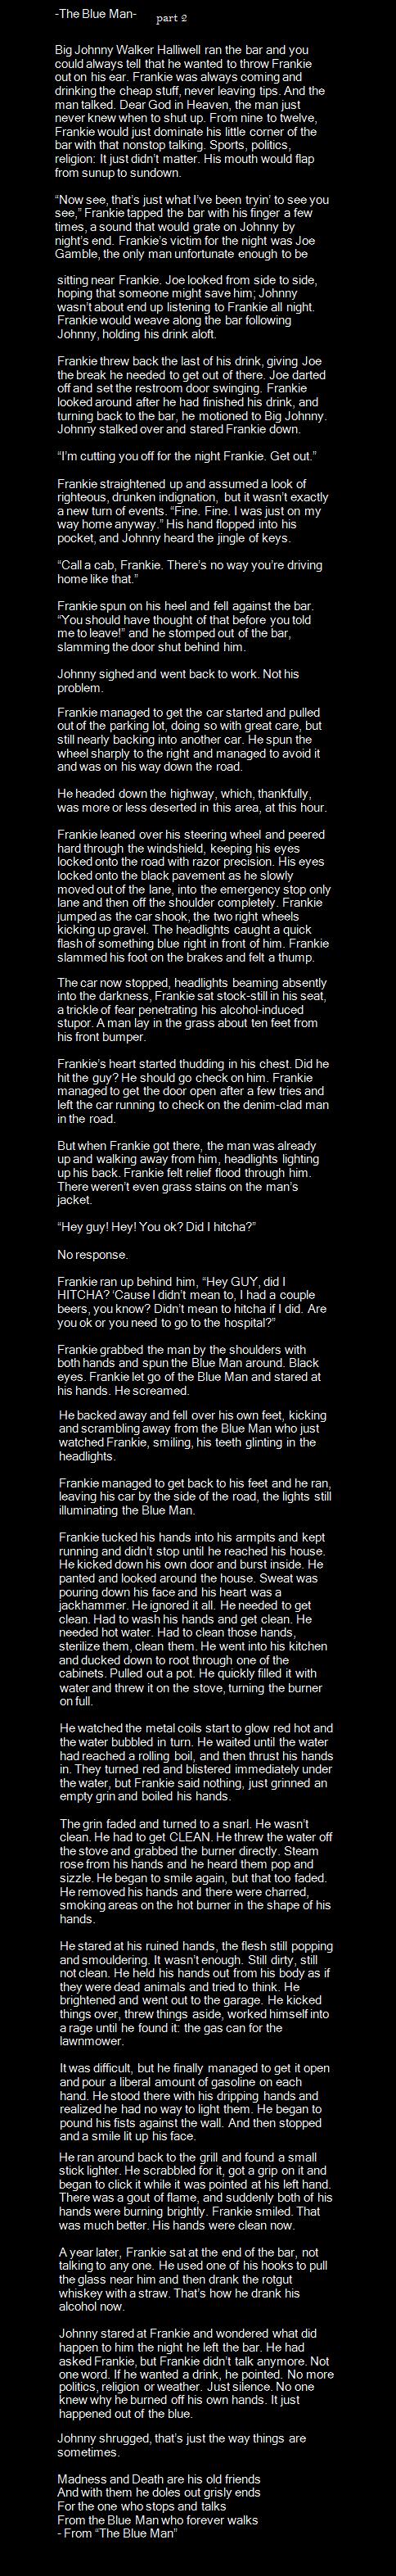 -The Blue Man- part 2
Big Johnny Walker Halliwell ran the bar and you
could always tell that he wanted to throw Frankie
out on his ear. Frankie was always coming and
drinking the cheap stuff, never leaving tips. And the
man talked. Dear God in Heaven, the man just
never knew when to shut up. From nine to twelve,
Frankie would just dominate his little corner of the
bar with that nonstop talking. Sports, politics,
religion: It just didn't matter. His mouth would flap
from sunup to sundown.
“Now see, that's just what I've been tryin' to see you
see,” Frankie tapped the bar with his finger a few
times, a sound that would grate on Johnny by
night's end. Frankie's victim for the night was Joe
Gamble, the only man unfortunate enough to be
sitting near Frankie. Joe looked from side to side,
hoping that someone might save him; Johnny
wasn't about end up listening to Frankie all night.
Frankie would weave along the bar following
Johnny, holding his drink aloft.
Frankie threw back the last of his drink, giving Joe
the break he needed to get out of there. Joe darted
off and set the restroom door swinging. Frankie
looked around after he had finished his drink, and
turning back to the bar, he motioned to Big Johnny.
Johnny stalked over and stared Frankie down.
“I'm cutting you off for the night Frankie. Get out.”
Frankie straightened up and assumed a look of
righteous, drunken indignation, but it wasn't exactly
a new turn of events. “Fine. Fine. I was just on my
way home anyway.” His hand flopped into his
pocket, and Johnny heard the jingle of keys.
“Call a cab, Frankie. There's no way you're driving
home like that.”
Frankie spun on his heel and fell against the bar.
“You should have thought of that before you told
me to leave!” and he stomped out of the bar,
slamming the door shut behind him.
Johnny sighed and went back to work. Not his
problem.
Frankie managed to get the car started and pulled
out of the parking lot, doing so with great care, but
still nearly backing into another car. He spun the
wheel sharply to the right and managed to avoid it
and was on his way down the road.
He headed down the highway, which, thankfully,
was more or less deserted in this area, at this hour.
Frankie leaned over his steering wheel and peered
hard through the windshield, keeping his eyes
locked onto the road with razor precision. His eyes
locked onto the black pavement as he slowly
moved out of the lane, into the emergency stop only
lane and then off the shoulder completely. Frankie
jumped as the car shook, the two right wheels
kicking up gravel. The headlights caught a quick
flash of something blue right in front of him. Frankie
slammed his foot on the brakes and felt a thump.
The car now stopped, headlights beaming absently
into the darkness, Frankie sat stock-still in his seat,
a trickle of fear penetrating his alcohol-induced
stupor. A man lay in the grass about ten feet from
his front bumper.
Frankie's heart started thudding in his chest. Did he
hit the guy? He should go check on him. Frankie
managed to get the door open after a few tries and
left the car running to check on the denim-clad man
in the road.
But when Frankie got there, the man was already
up and walking away from him, headlights lighting
up his back. Frankie felt relief flood through him.
There weren't even grass stains on the man's
jacket.
“Hey guy! Hey! You ok? Did I hitcha?”
No response.
Frankie ran up behind him, “Hey GUY, did I
HITCHA? ‘Cause I didn't mean to, I had a couple
beers, you know? Didn't mean to hitcha if I did. Are
you ok or you need to go to the hospital?”
Frankie grabbed the man by the shoulders with
both hands and spun the Blue Man around. Black
eyes. Frankie let go of the Blue Man and stared at
his hands. He screamed.
He backed away and fell over his own feet, kicking
and scrambling away from the Blue Man who just
watched Frankie, smiling, his teeth glinting in the
headlights.
Frankie managed to get back to his feet and he ran,
leaving his car by the side of the road, the lights still
illuminating the Blue Man.
Frankie tucked his hands into his armpits and kept
running and didn't stop until he reached his house.
He kicked down his own door and burst inside. He
panted and looked around the house. Sweat was
pouring down his face and his heart was a
jackhammer. He ignored it all. He needed to get
clean. Had to wash his hands and get clean. He
needed hot water. Had to clean those hands,
sterilize them, clean them. He went into his kitchen
and ducked down to root through one of the
cabinets. Pulled out a pot. He quickly filled it with
water and threw it on the stove, turning the burner
on full.
He watched the metal coils start to glow red hot and
the water bubbled in turn. He waited until the water
had reached a rolling boil, and then thrust his hands
in. They turned red and blistered immediately under
the water, but Frankie said nothing, just grinned an
empty grin and boiled his hands.
The grin faded and turned to a snarl. He wasn't
clean. He had to get CLEAN. He threw the water off
the stove and grabbed the burner directly. Steam
rose from his hands and he heard them pop and
sizzle. He began to smile again, but that too faded.
He removed his hands and there were charred,
smoking areas on the hot burner in the shape of his
hands.
He stared at his ruined hands, the flesh still popping
and smouldering. It wasn't enough. Still dirty, still
not clean. He held his hands out from his body as if
they were dead animals and tried to think. He
brightened and went out to the garage. He kicked
things over, threw things aside, worked himself into
a rage until he found it: the gas can for the
lawnmower.
It was difficult, but he finally managed to get it open
and pour a liberal amount of gasoline on each
hand. He stood there with his dripping hands and
realized he had no way to light them. He began to
pound his fists against the wall. And then stopped
and a smile lit up his face.
He ran around back to the grill and found a small
stick lighter. He scrabbled for it, got a grip on it and
began to click it while it was pointed at his left hand.
There was a gout of flame, and suddenly both of his
hands were burning brightly. Frankie smiled. That
was much better. His hands were clean now.
A year later, Frankie sat at the end of the bar, not
talking to any one. He used one of his hooks to pull
the glass near him and then drank the rotgut
whiskey with a straw. That's how he drank his
alcohol now.
Johnny stared at Frankie and wondered what did
happen to him the night he left the bar. He had
asked Frankie, but Frankie didn't talk anymore. Not
one word. If he wanted a drink, he pointed. No more
politics, religion or weather. Just silence. No one
knew why he burned off his own hands. It just
happened out of the blue.
Johnny shrugged, that's just the way things are
sometimes.
Madness and Death are his old friends
And with them he doles out grisly ends
For the one who stops and talks
From the Blue Man who forever walks
- From “The Blue Man”